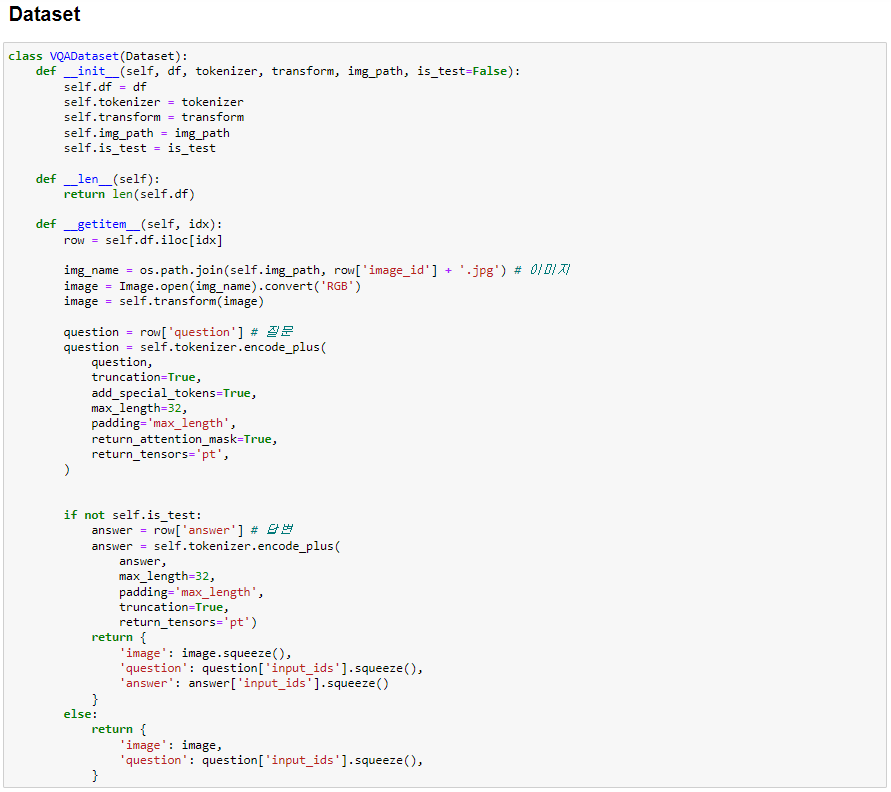 Dataset
class VQADataset(Dataset):
    def __init__(self, df, tokenizer, transform, img_path, is_test=False):
        self.df = df
        self.tokenizer = tokenizer
        self.transform = transform
        self.img_path = img_path
        self.is_test = is_test

    def __len__(self):
        return len(self.df)

    def __getitem__(self, idx):
        row = self.df.iloc[idx]

        img_name = os.path.join(self.img_path, row['image_id'] + '.jpg') # 이미지
        image = Image.open(img_name).convert('RGB')
        image = self.transform(image)

        question = row['question'] # 질문
        question = self.tokenizer.encode_plus(
            question,
            truncation=True,
            add_special_tokens=True,
            max_length=32,
            padding='max_length',
            return_attention_mask=True,
            return_tensors='pt',
        )


        if not self.is_test:
            answer = row['answer'] # 답변
            answer = self.tokenizer.encode_plus(
                answer,
                max_length=32,
                padding='max_length',
                truncation=True,
                return_tensors='pt')
            return {
                'image': image.squeeze(),
                'question': question['input_ids'].squeeze(),
                'answer': answer['input_ids'].squeeze()
            }
        else:
            return {
                'image': image,
                'question': question['input_ids'].squeeze(),
            }